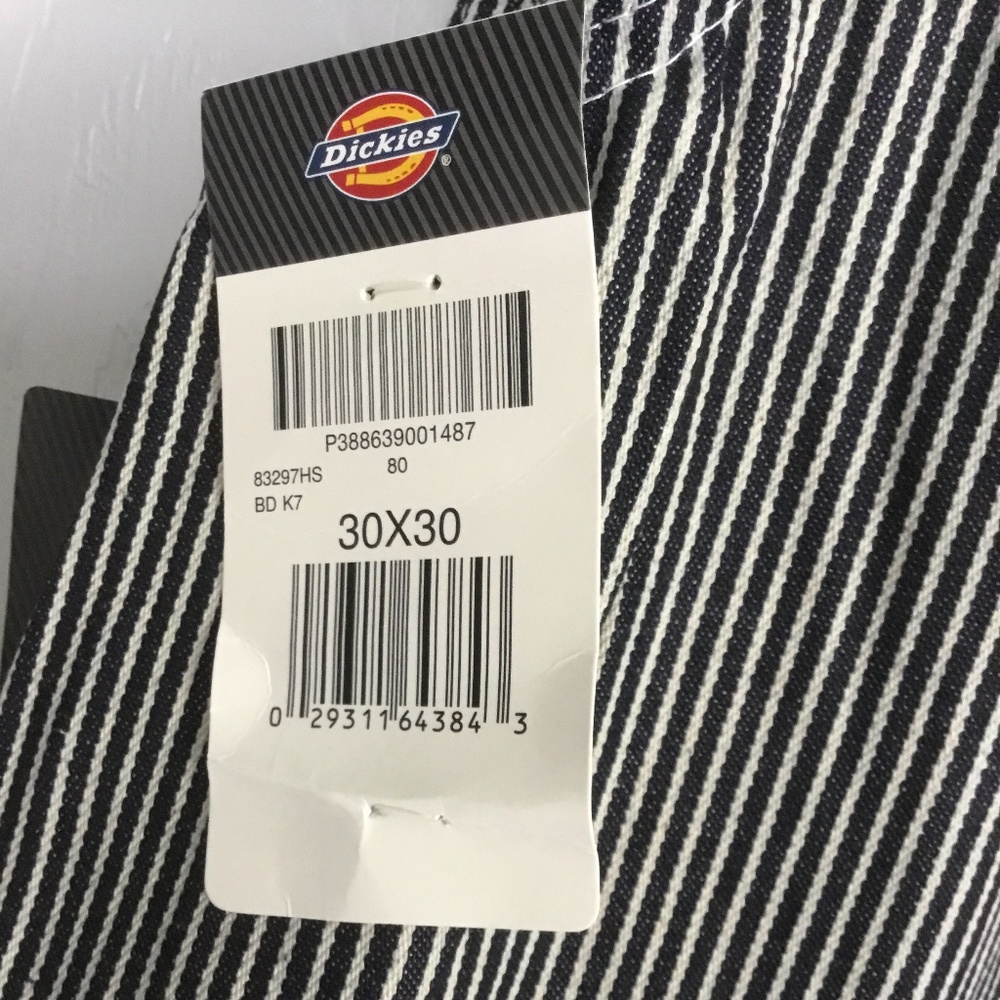 Dickies®
P388639001487
83297HS 80
BD K7
30X30
0 29311 64384 3